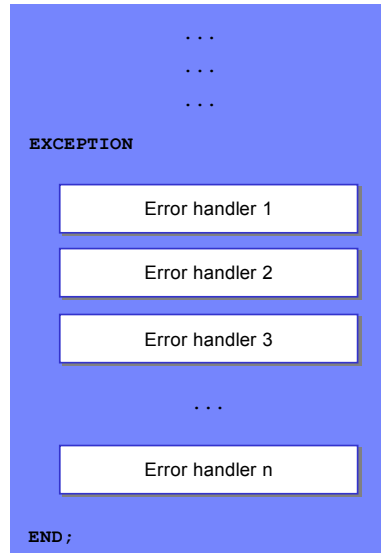 ...
...
...
EXCEPTION
Error handler 1
Error handler 2
Error handler 3
...
Error handler n
END;